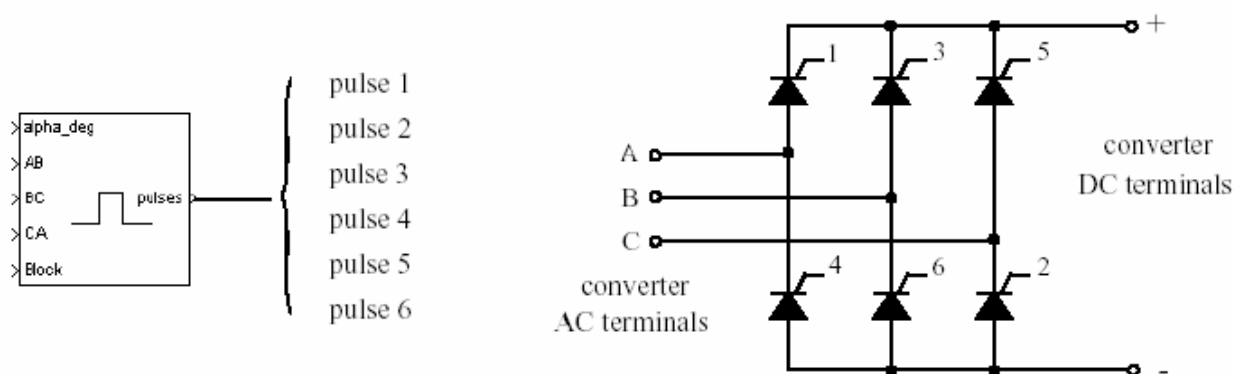 alpha_deg
AB
BC
CA
Block
pulses
pulse 1
pulse 2
pulse 3
pulse 4
pulse 5
pulse 6
+
1
3
5
A
B
C
converter
DC terminals
4
6
2
converter
AC terminals
-